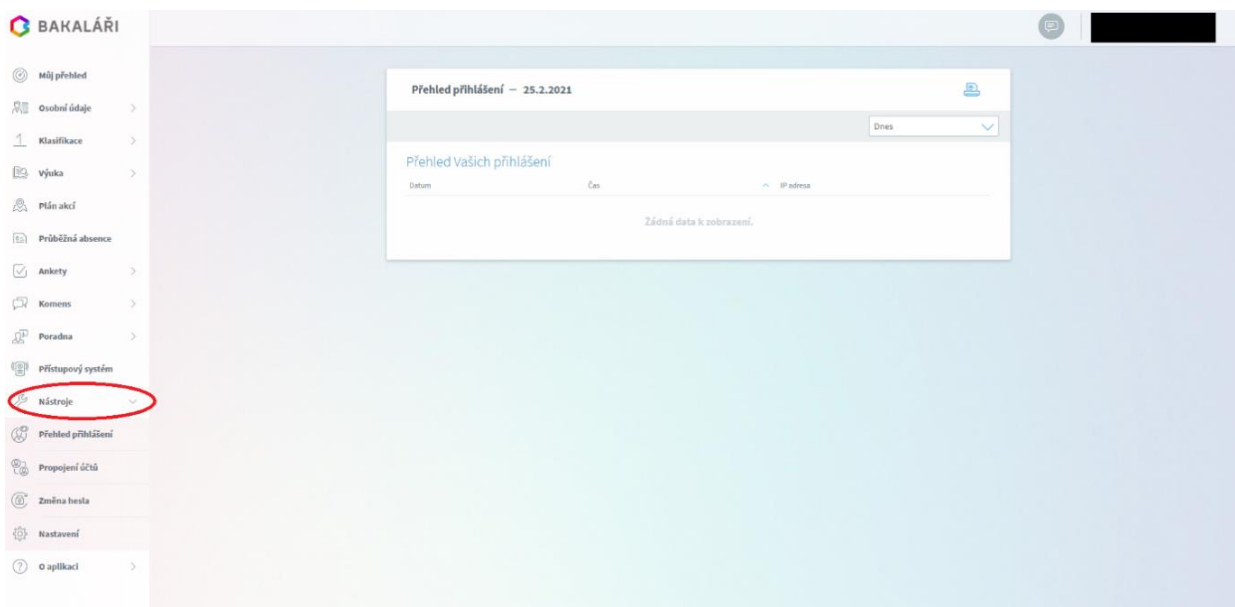 BAKALÁŘI
Můj přehled
Osobní údaje
Klasifikace
Výuka
Plán akcí
Průběžná absence
Ankety
Komens
Poradna
Přístupový systém
Nástroje
Přehled přihlášení
Propojení účtů
Změna hesla
Nastavení
O aplikaci
Přehled přihlášení — 25.2.2021
Dnes
Přehled Vašich přihlášení
Datum Čas IP adresa
Žádná data k zobrazení.